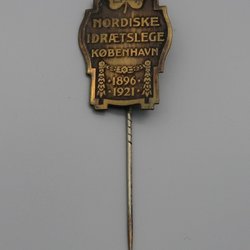 NORDISKE
IDRÆTSLEGE
KØBENHAVN
1896
1921